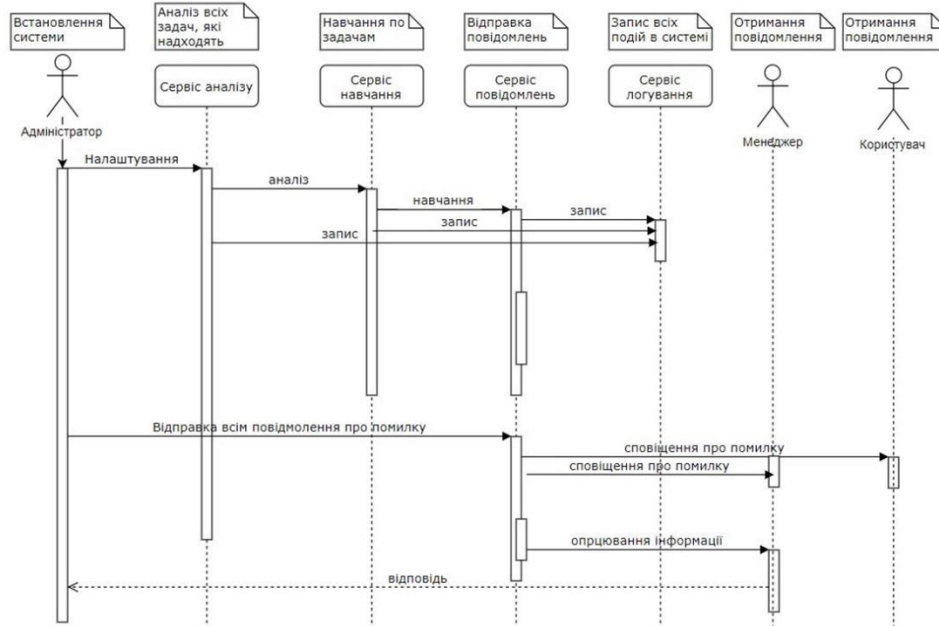 Встановлення
системи
Аналіз всіх
задач, які
надходять
Навчання по
задачам
Відправка
повідомлень
Запис всіх
подій в системі
Отримання
повідомлення
Отримання
повідомлення
Адміністратор
Сервіс аналізу
Сервіс
навчання
Сервіс
повідомлень
Сервіс
логування
Менеджер
Користувач
Налаштування
аналіз
навчання
запис
запис
запис
Відправка всім повідмолення про помилку
сповіщення про помилку
сповіщення про помилку
опрцювання інформації
відповідь